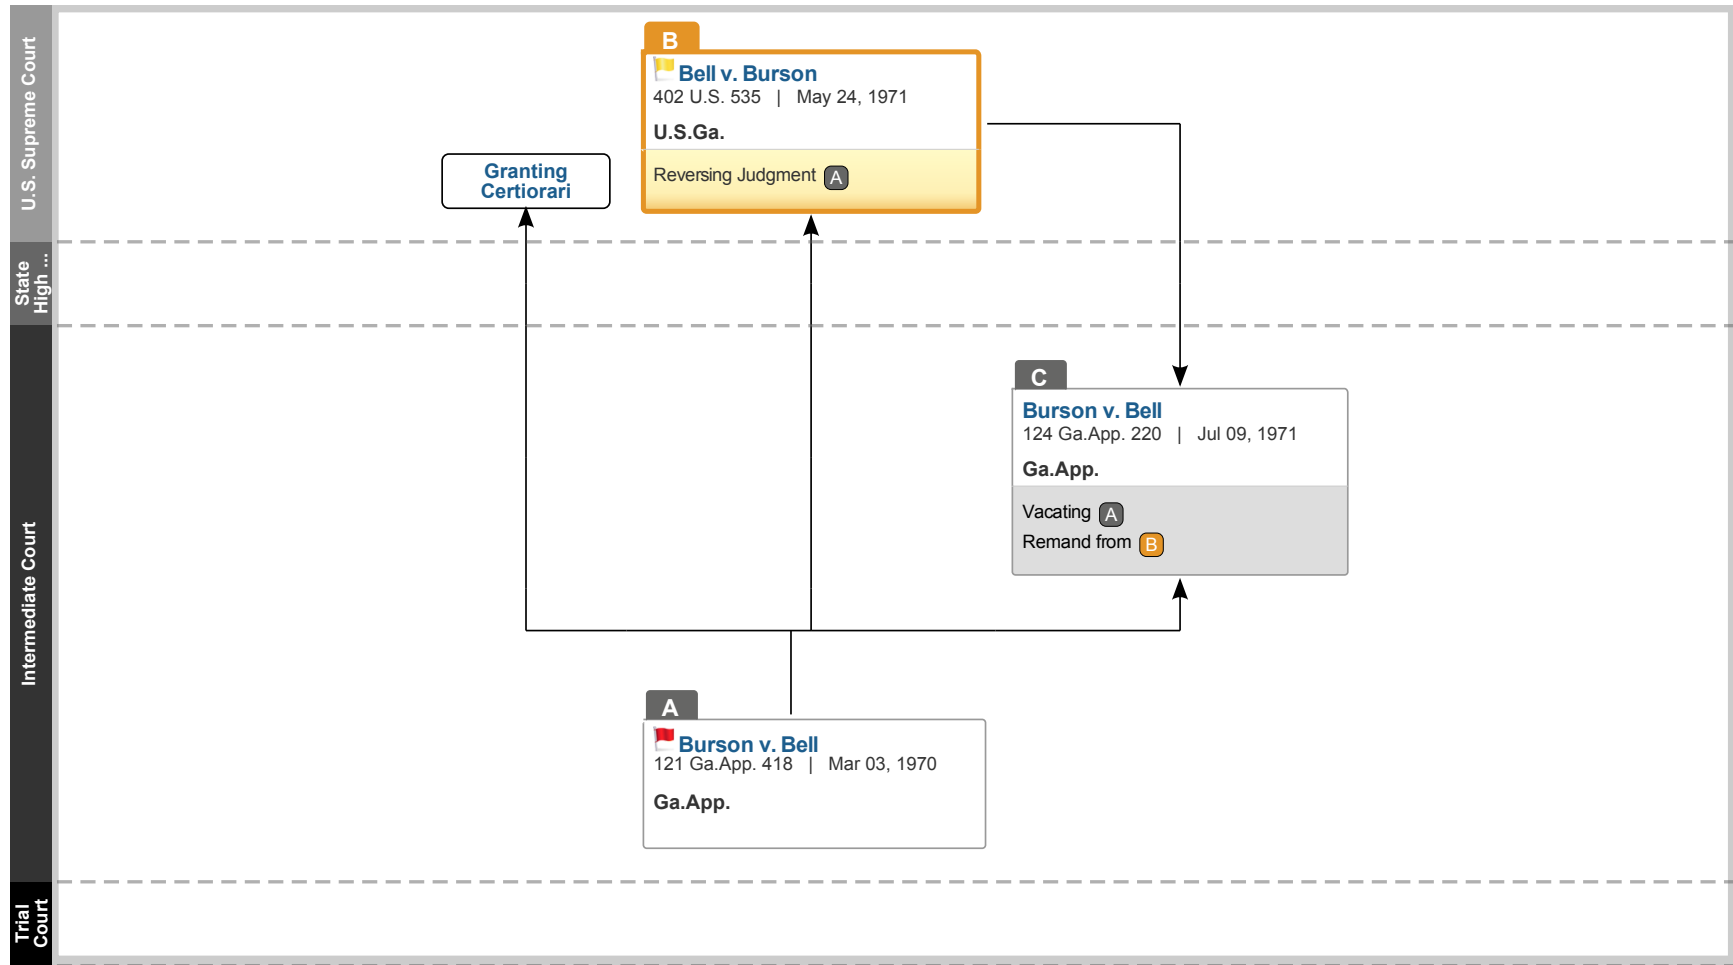 U.S. Supreme Court
B
Bell v. Burson
402 U.S. 535 | May 24, 1971
U.S.Ga.
Reversing Judgment A
Granting
Certiorari
State
High ...
Intermediate Court
C
Burson v. Bell
124 Ga.App. 220 | Jul 09, 1971
Ga.App.
Vacating A
Remand from B
A
Burson v. Bell
121 Ga.App. 418 | Mar 03, 1970
Ga.App.
Trial
Court